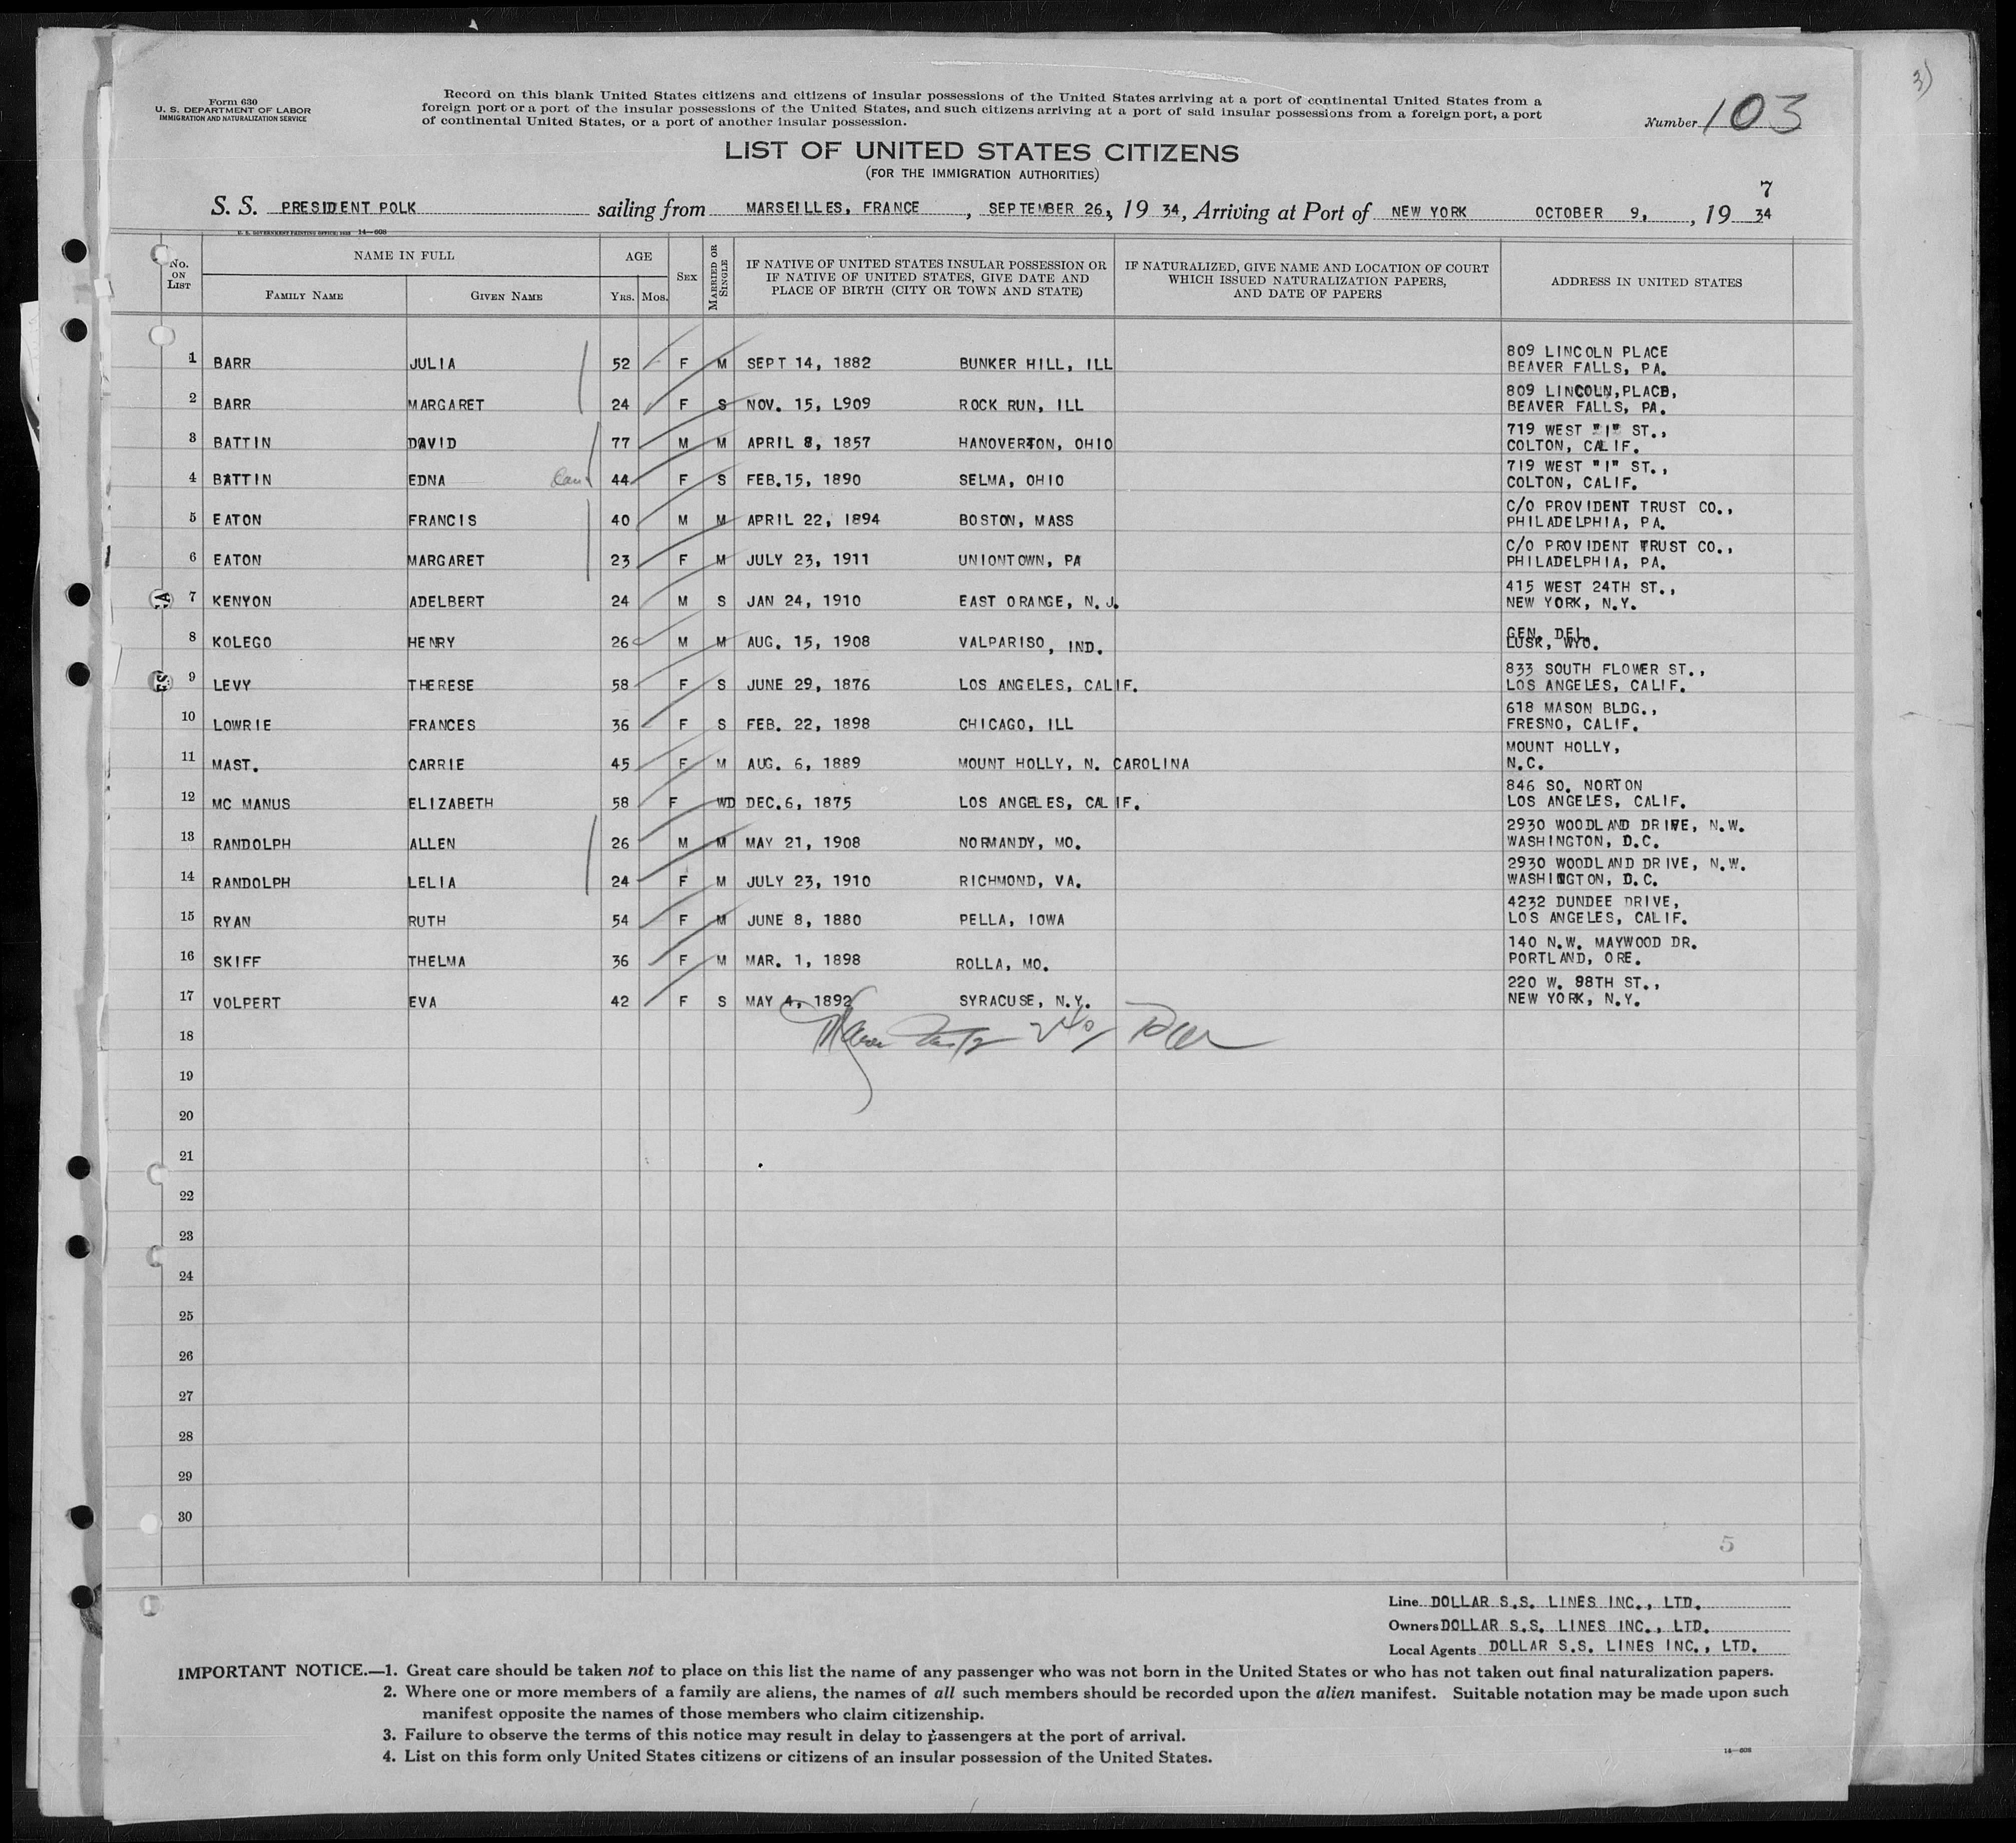 Form 630
U. S. DEPARTMENT OF LABOR
IMMIGRATION AND NATURALIZATION SERVICE
Record on this blank United States citizens and citizens of insular possessions of the United States arriving at a port of continental United States from a
foreign port or a port of the insular possessions of the United States, and such citizens arriving at a port of said insular possessions from a foreign port, a port
of continental United States, or a port of another insular possession.
Number 103
3)
LIST OF UNITED STATES CITIZENS
(FOR THE IMMIGRATION AUTHORITIES)
7
S. S. PRESIDENT POLK sailing from MARSEILLES, FRANCE, SEPTEMBER 26, 1934, Arriving at Port of NEW YORK OCTOBER 9, , 1934
U. S. GOVERNMENT PRINTING OFFICE: 1933 14—608
No. ON LIST
NAME IN FULL
FAMILY NAME GIVEN NAME
AGE
YRS. MOS.
SEX
MARRIED OR SINGLE
IF NATIVE OF UNITED STATES INSULAR POSSESSION OR
IF NATIVE OF UNITED STATES, GIVE DATE AND
PLACE OF BIRTH (CITY OR TOWN AND STATE)
IF NATURALIZED, GIVE NAME AND LOCATION OF COURT
WHICH ISSUED NATURALIZATION PAPERS,
AND DATE OF PAPERS
ADDRESS IN UNITED STATES
1 BARR JULIA 52 F M SEPT 14, 1882 BUNKER HILL, ILL 809 LINCOLN PLACE
BEAVER FALLS, PA.
2 BARR MARGARET 24 F S NOV. 15, L909 ROCK RUN, ILL 809 LINCOLN,PLACE,
BEAVER FALLS, PA.
3 BATTIN DAVID 77 M M APRIL 8, 1857 HANOVERTON, OHIO 719 WEST "I" ST.,
COLTON, CALIF.
4 BATTIN EDNA 44 F S FEB.15, 1890 SELMA, OHIO 719 WEST "I" ST.,
COLTON, CALIF.
5 EATON FRANCIS 40 M M APRIL 22, 1894 BOSTON, MASS C/O PROVIDENT TRUST CO.,
PHILADELPHIA, PA.
6 EATON MARGARET 23 F M JULY 23, 1911 UNIONTOWN, PA C/O PROVIDENT TRUST CO.,
PHILADELPHIA, PA.
7 KENYON ADELBERT 24 M S JAN 24, 1910 EAST ORANGE, N.J. 415 WEST 24TH ST.,
NEW YORK, N.Y.
8 KOLEGO HENRY 26 M M AUG. 15, 1908 VALPARISO, IND. GEN. DEL.
LUSK, WYO.
9 LEVY THERESE 58 F S JUNE 29, 1876 LOS ANGELES, CALIF. 833 SOUTH FLOWER ST.,
LOS ANGELES, CALIF.
10 LOWRIE FRANCES 36 F S FEB. 22, 1898 CHICAGO, ILL 618 MASON BLDG.,
FRESNO, CALIF.
11 MAST. CARRIE 45 F M AUG. 6, 1889 MOUNT HOLLY, N. CAROLINA MOUNT HOLLY,
N.C.
12 MC MANUS ELIZABETH 58 F WD DEC.6, 1875 LOS ANGELES, CALIF. 846 SO. NORTON
LOS ANGELES, CALIF.
13 RANDOLPH ALLEN 26 M M MAY 21, 1908 NORMANDY, MO. 2930 WOODLAND DRIVE, N.W.
WASHINGTON, D.C.
14 RANDOLPH LELIA 24 F M JULY 23, 1910 RICHMOND, VA. 2930 WOODLAND DRIVE, N.W.
WASHINGTON, D.C.
15 RYAN RUTH 54 F M JUNE 8, 1880 PELLA, IOWA 4232 DUNDEE DRIVE,
LOS ANGELES, CALIF.
16 SKIFF THELMA 36 F M MAR. 1, 1898 ROLLA, MO. 140 N.W. MAYWOOD DR.
PORTLAND, ORE.
17 VOLPERT EVA 42 F S MAY 4, 1892 SYRACUSE, N.Y. 220 W. 98TH ST.,
NEW YORK, N.Y.
18
19
20
21
22
23
24
25
26
27
28
29
30
5
Line DOLLAR S.S. LINES INC., LTD.
Owners DOLLAR S.S. LINES INC., LTD.
Local Agents DOLLAR S.S. LINES INC., LTD.
IMPORTANT NOTICE.—1. Great care should be taken not to place on this list the name of any passenger who was not born in the United States or who has not taken out final naturalization papers.
2. Where one or more members of a family are aliens, the names of all such members should be recorded upon the alien manifest. Suitable notation may be made upon such
manifest opposite the names of those members who claim citizenship.
3. Failure to observe the terms of this notice may result in delay to passengers at the port of arrival.
4. List on this form only United States citizens or citizens of an insular possession of the United States.
14—608